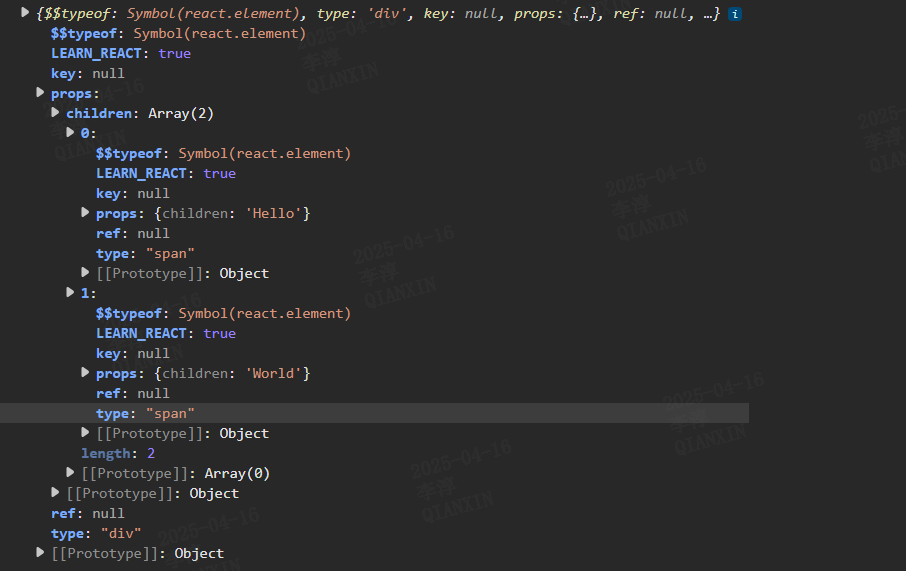 {$$typeof: Symbol(react.element), type: 'div', key: null, props: {…}, ref: null, …} i
$$typeof: Symbol(react.element)
LEARN_REACT: true
key: null
props:
children: Array(2)
0:
$$typeof: Symbol(react.element)
LEARN_REACT: true
key: null
props: {children: 'Hello'}
ref: null
type: "span"
[[Prototype]]: Object
1:
$$typeof: Symbol(react.element)
LEARN_REACT: true
key: null
props: {children: 'World'}
ref: null
type: "span"
[[Prototype]]: Object
length: 2
[[Prototype]]: Array(0)
[[Prototype]]: Object
ref: null
type: "div"
[[Prototype]]: Object
2025-04-16
QIANXIN